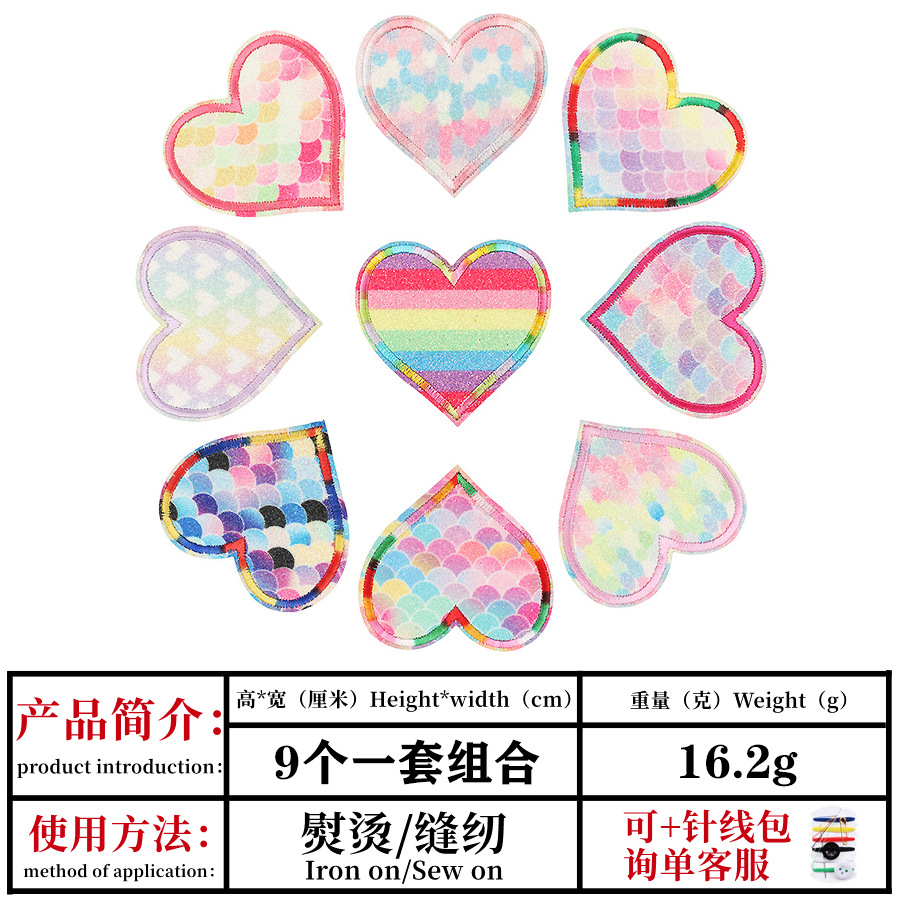 产品简介：
product introduction：
高*宽（厘米）Height*width（cm）
重量（克）Weight（g）
9个一套组合
16.2g
使用方法：
method of application：
熨烫/缝纫
Iron on/Sew on
可+针线包
询单客服